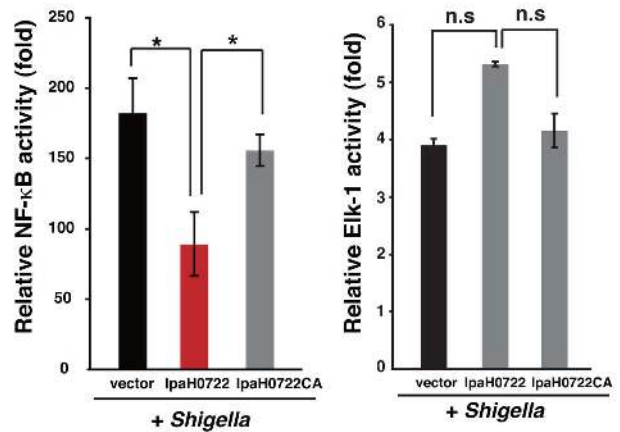 Relative NF-κB activity (fold)
250
200
150
100
50
0
*
*
vector IpaH0722 IpaH0722CA
+ Shigella
Relative Elk-1 activity (fold)
6
5
4
3
2
1
0
n.s
n.s
vector IpaH0722 IpaH0722CA
+ Shigella